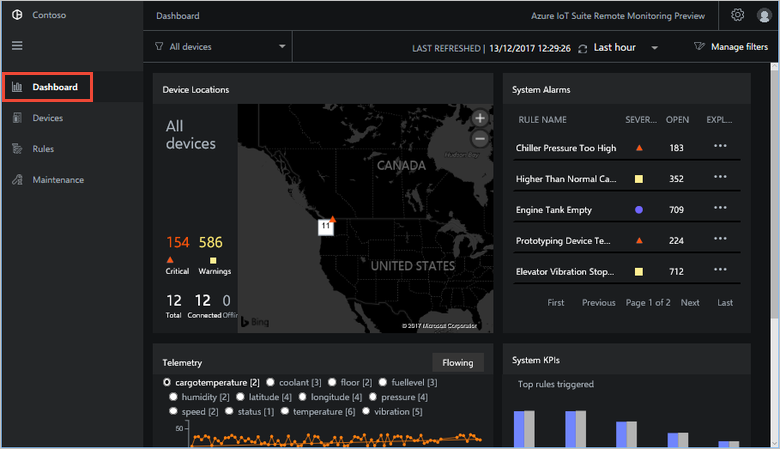 Contoso
Dashboard
Azure IoT Suite Remote Monitoring Preview
All devices
LAST REFRESHED | 13/12/2017 12:29:26
Last hour
Manage filters
Dashboard
Devices
Rules
Maintenance
Device Locations
All
devices
154 586
Critical Warnings
12 12 0
Total Connected Offli
CANADA
Hudson Bay
11
UNITED STATES
Bing
© 2017 Microsoft Corporation
System Alarms
RULE NAME SEVER... OPEN EXPL...
Chiller Pressure Too High 183 ...
Higher Than Normal Ca... 352 ...
Engine Tank Empty 709 ...
Prototyping Device Te... 224 ...
Elevator Vibration Stop... 712 ...
First Previous Page 1 of 2 Next Last
Telemetry
Flowing
cargotemperature [2] coolant [3] floor [2] fuellevel [3]
humidity [2] latitude [4] longitude [4] pressure [4]
speed [2] status [1] temperature [6] vibration [5]
50
System KPIs
Top rules triggered